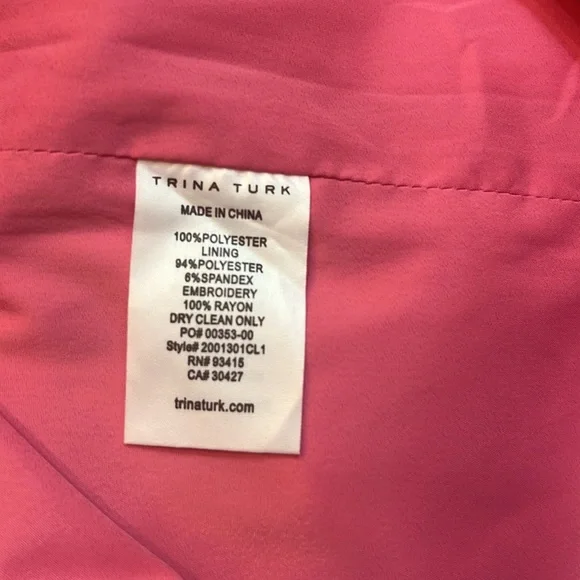 TRINA TURK
MADE IN CHINA
100%POLYESTER
LINING
94%POLYESTER
6%SPANDEX
EMBROIDERY
100% RAYON
DRY CLEAN ONLY
PO# 00353-00
Style# 2001301CL1
RN# 93415
CA# 30427
trinaturk.com